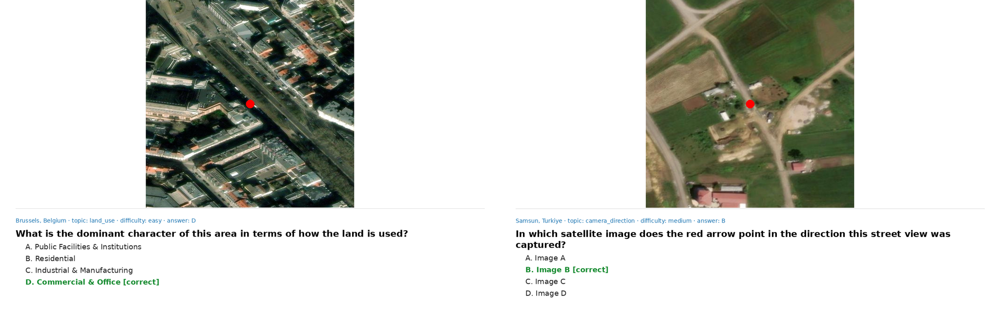 Brussels, Belgium · topic: land_use · difficulty: easy · answer: D
What is the dominant character of this area in terms of how the land is used?
A. Public Facilities & Institutions
B. Residential
C. Industrial & Manufacturing
D. Commercial & Office [correct]
Samsun, Turkiye · topic: camera_direction · difficulty: medium · answer: B
In which satellite image does the red arrow point in the direction this street view was
captured?
A. Image A
B. Image B [correct]
C. Image C
D. Image D